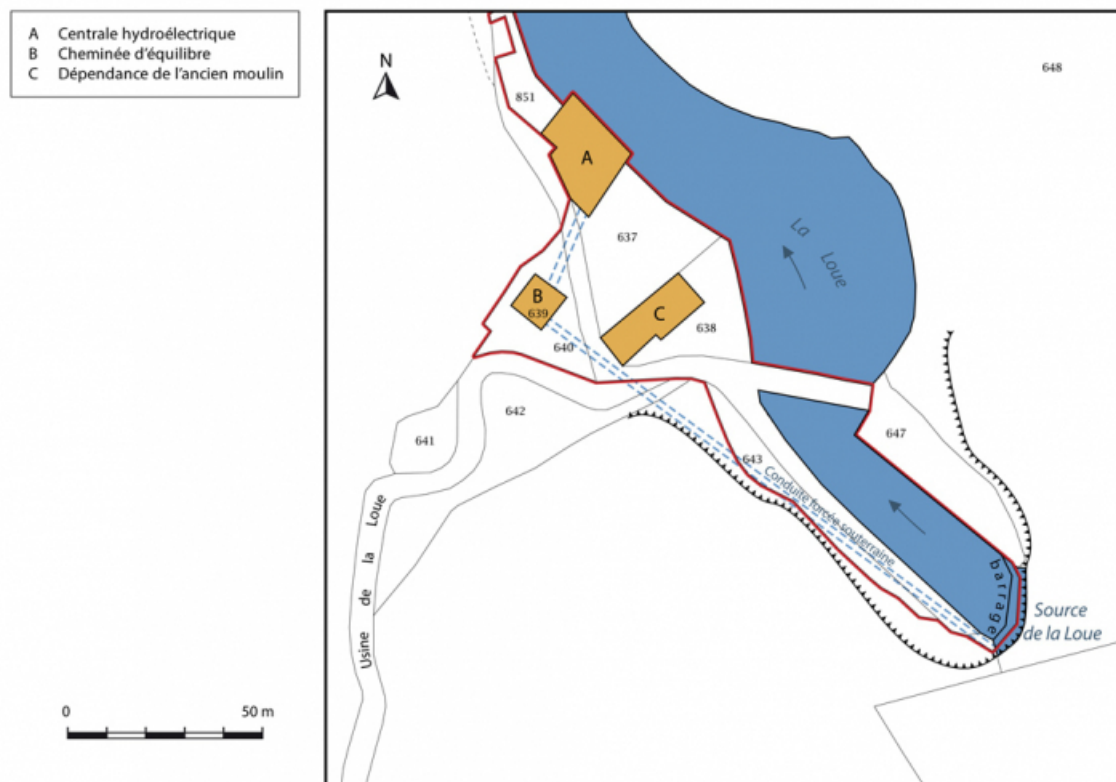 A Centrale hydroélectrique
B Cheminée d'équilibre
C Dépendance de l'ancien moulin
N
648
851
A
637
La Loue
B
639
C
638
640
642
641
647
643
Conduite forcée souterraine
barrage
Source
de la Loue
Usine de la Loue
0 50 m